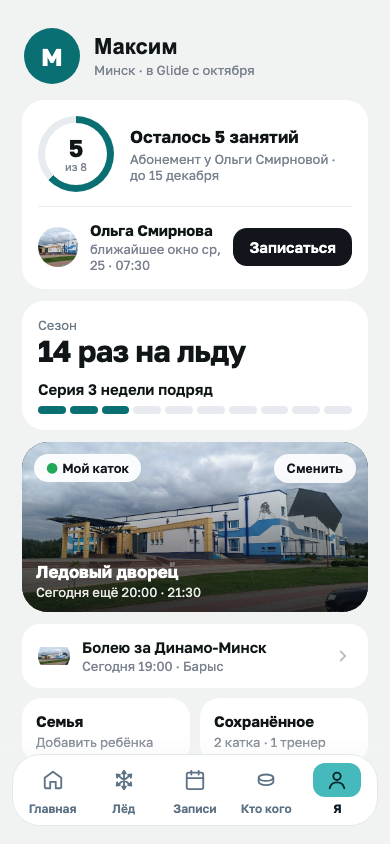 М
Максим
Минск · в Glide с октября
5
из 8
Осталось 5 занятий
Абонемент у Ольги Смирновой ·
до 15 декабря
Ольга Смирнова
ближайшее окно ср,
25 · 07:30
Записаться
Сезон
14 раз на льду
Серия 3 недели подряд
Мой каток
Сменить
Ледовый дворец
Сегодня ещё 20:00 · 21:30
Болею за Динамо-Минск
Сегодня 19:00 · Барыс
Семья
Добавить ребёнка
Сохранённое
2 катка · 1 тренер
Главная
Лёд
Записи
Кто кого
Я